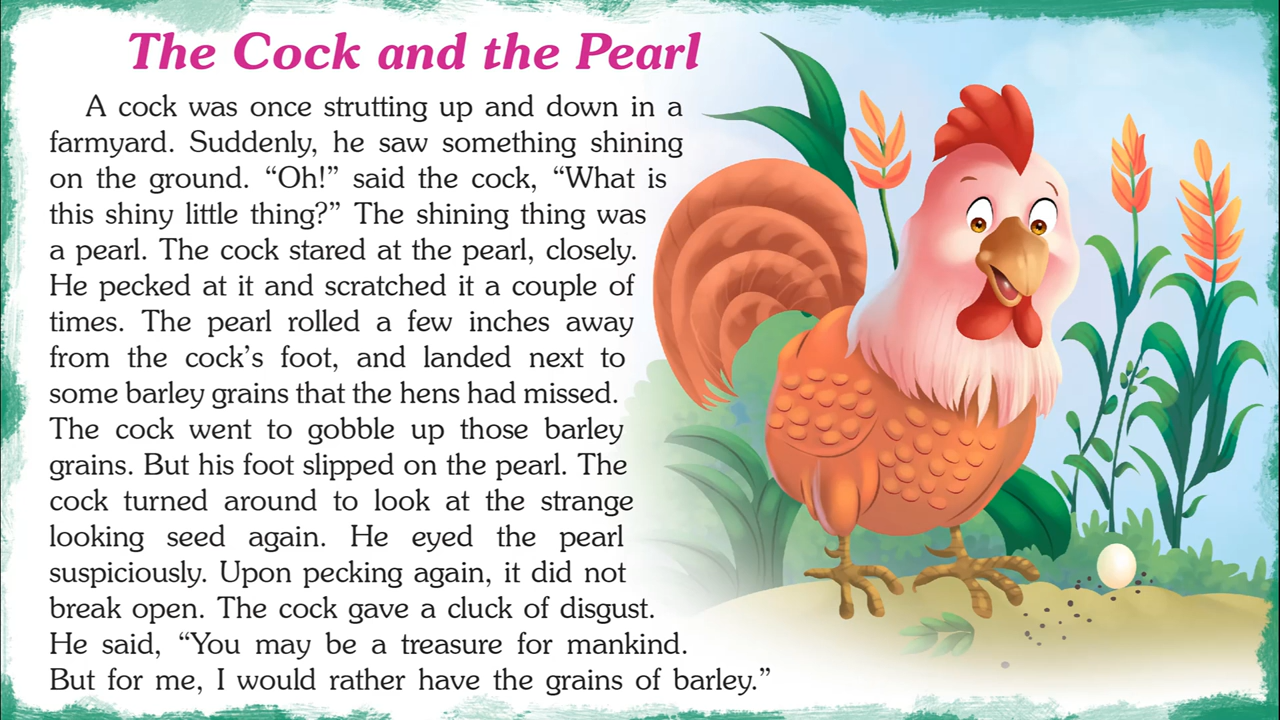 The Cock and the Pearl
A cock was once strutting up and down in a
farmyard. Suddenly, he saw something shining
on the ground. “Oh!” said the cock, “What is
this shiny little thing?” The shining thing was
a pearl. The cock stared at the pearl, closely.
He pecked at it and scratched it a couple of
times. The pearl rolled a few inches away
from the cock’s foot, and landed next to
some barley grains that the hens had missed.
The cock went to gobble up those barley
grains. But his foot slipped on the pearl. The
cock turned around to look at the strange
looking seed again. He eyed the pearl
suspiciously. Upon pecking again, it did not
break open. The cock gave a cluck of disgust.
He said, “You may be a treasure for mankind.
But for me, I would rather have the grains of barley.”